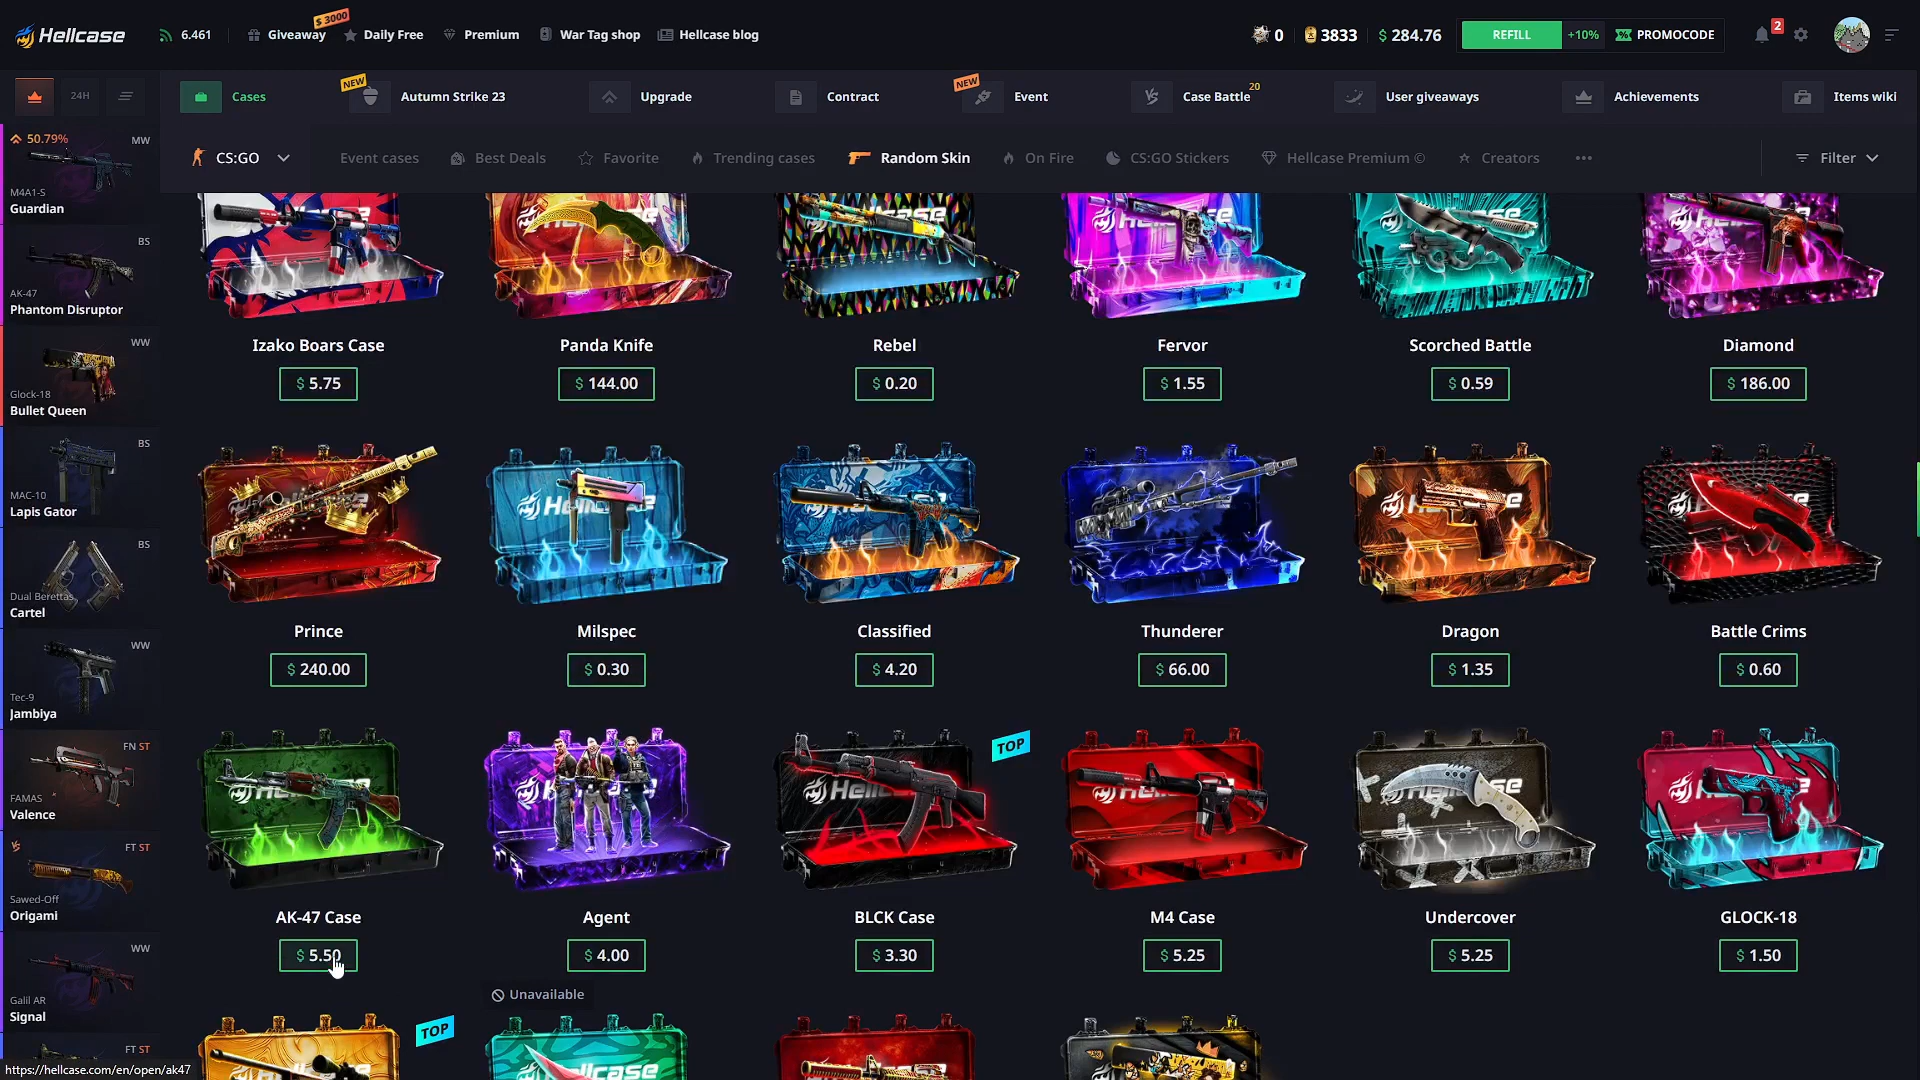 Hellcase
6.461
Giveaway
$ 3000
Daily Free
Premium
War Tag shop
Hellcase blog
0
3833
$ 284.76
REFILL
+10%
PROMOCODE
2
24H
Cases
NEW
Autumn Strike 23
Upgrade
Contract
NEW
Event
Case Battle
20
User giveaways
Achievements
Items wiki
CS:GO
Event cases
Best Deals
Favorite
Trending cases
Random Skin
On Fire
CS:GO Stickers
Hellcase Premium ©
Creators
Filter
50.79%
MW
M4A1-S
Guardian
BS
AK-47
Phantom Disruptor
WW
Glock-18
Bullet Queen
BS
MAC-10
Lapis Gator
BS
Dual Berettas
Cartel
WW
Tec-9
Jambiya
FN ST
FAMAS
Valence
FT ST
Sawed-Off
Origami
WW
Galil AR
Signal
FT ST
Izako Boars Case
Panda Knife
Rebel
Fervor
Scorched Battle
Diamond
$ 5.75
$ 144.00
$ 0.20
$ 1.55
$ 0.59
$ 186.00
Prince
Milspec
Classified
Thunderer
Dragon
Battle Crims
$ 240.00
$ 0.30
$ 4.20
$ 66.00
$ 1.35
$ 0.60
TOP
AK-47 Case
Agent
BLCK Case
M4 Case
Undercover
GLOCK-18
$ 5.50
$ 4.00
$ 3.30
$ 5.25
$ 5.25
$ 1.50
Unavailable
TOP
https://hellcase.com/en/open/ak47